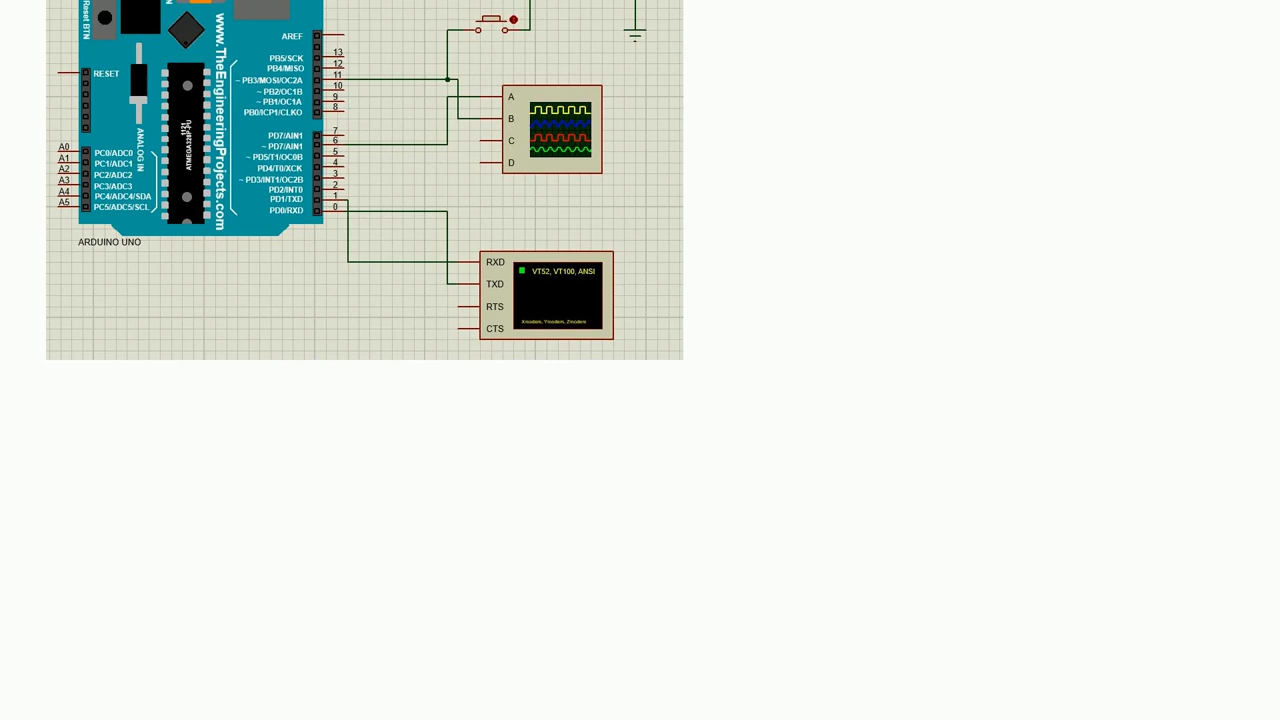 Reset BTN
www.TheEngineeringProjects.com
RESET
ANALOG IN
ATMEGA328P-PU
1121
AREF
PB5/SCK
PB4/MISO
~ PB3/MOSI/OC2A
~ PB2/OC1B
~ PB1/OC1A
PB0/ICP1/CLKO
13
12
11
10
9
8
PD7/AIN1
~ PD7/AIN1
~ PD5/T1/OC0B
PD4/T0/XCK
~ PD3/INT1/OC2B
PD2/INT0
PD1/TXD
PD0/RXD
7
6
5
4
3
2
1
0
A0
A1
A2
A3
A4
A5
PC0/ADC0
PC1/ADC1
PC2/ADC2
PC3/ADC3
PC4/ADC4/SDA
PC5/ADC5/SCL
ARDUINO UNO
A
B
C
D
RXD
TXD
RTS
CTS
VT52, VT100, ANSI
Xmodem, Ymodem, Zmodem